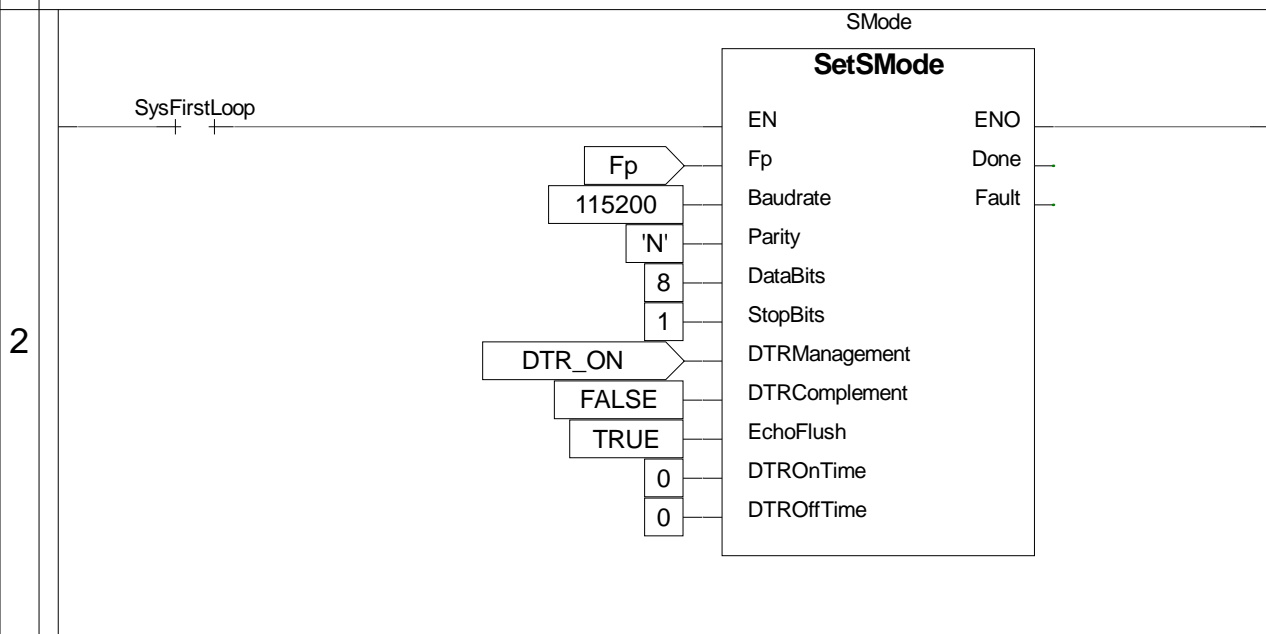 SMode
SetSMode
SysFirstLoop
EN ENO
Fp Fp Done
115200 Baudrate Fault
'N' Parity
8 DataBits
1 StopBits
2
DTR_ON DTRManagement
FALSE DTRComplement
TRUE EchoFlush
0 DTROnTime
0 DTROffTime